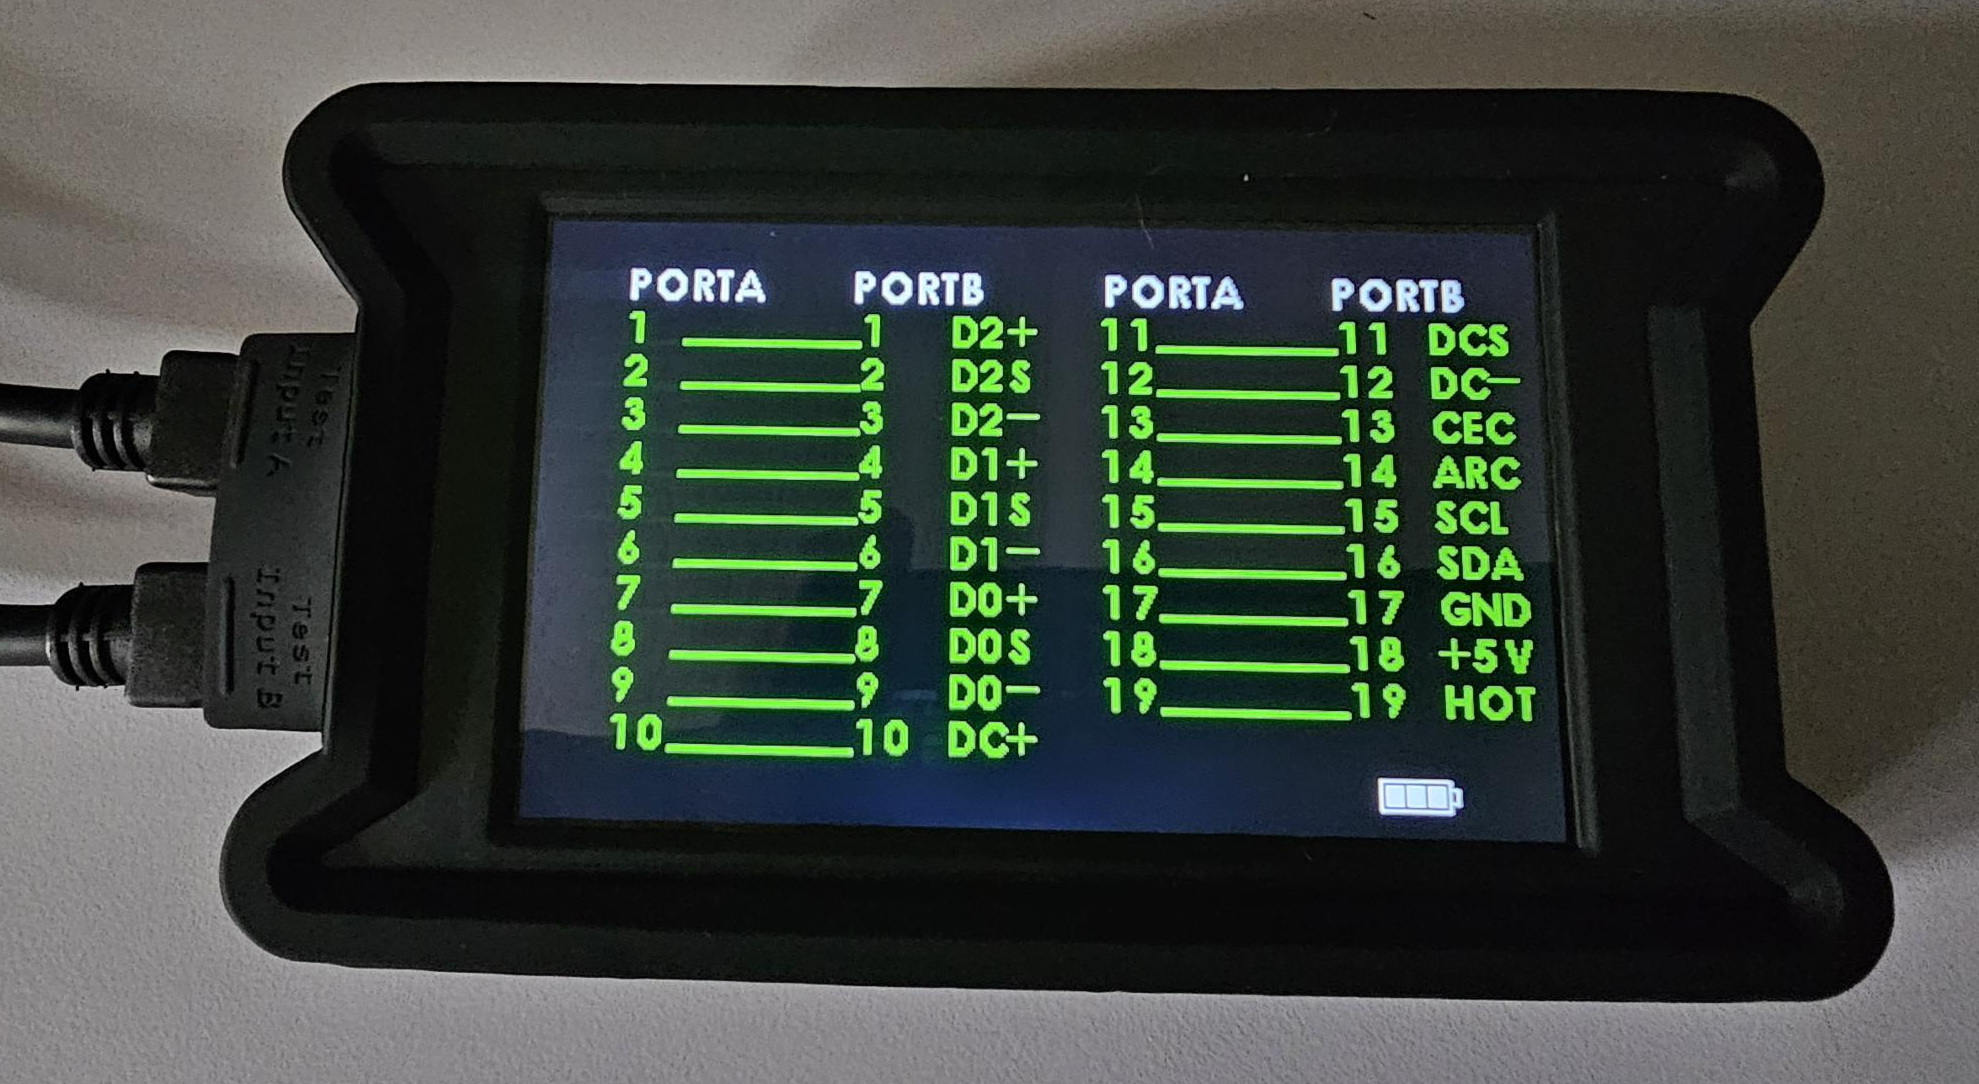 PORTA PORTB PORTA PORTB
1 1 D2+ 11 11 DCS
2 2 D2S 12 12 DC-
3 3 D2- 13 13 CEC
4 4 D1+ 14 14 ARC
5 5 D1S 15 15 SCL
6 6 D1- 16 16 SDA
7 7 D0+ 17 17 GND
8 8 D0S 18 18 +5V
9 9 D0- 19 19 HOT
10 10 DC+
Test
Input A
Test
Input B